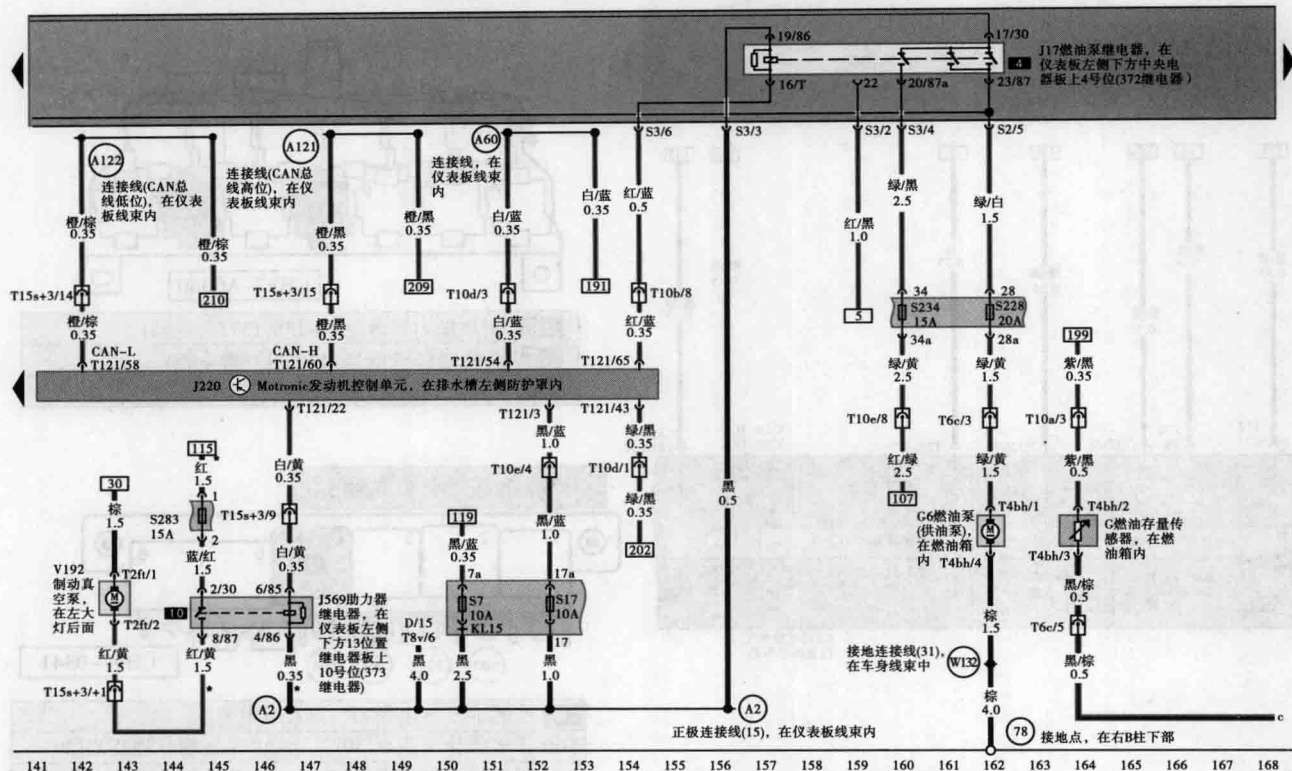 19/86
17/30
J17燃油泵继电器，在
仪表板左侧下方中央电
器板上4号位(372继电器)
4
16/T
22
20/87a
23/87
S3/6
S3/3
S3/2
S3/4
S2/5
A122
连接线(CAN总
线低位)，在仪表
板线束内
A121
连接线(CAN总
线高位)，在仪
表板线束内
A60
连接线，在
仪表板线束
内
橙/棕
0.35
橙/棕
0.35
橙/黑
0.35
橙/黑
0.35
白/蓝
0.35
白/蓝
0.35
红/蓝
0.5
红/黑
1.0
绿/黑
2.5
绿/白
1.5
T15s+3/14
210
T15s+3/15
209
T10d/3
191
T10b/8
5
34
S234
15A
34a
28
S228
20A
28a
199
橙/棕
0.35
橙/黑
0.35
白/蓝
0.35
红/蓝
0.35
绿/黄
2.5
绿/黄
1.5
紫/黑
0.35
CAN-L
T121/58
CAN-H
T121/60
T121/54
T121/65
J220
Motronic发动机控制单元，在排水槽左侧防护罩内
T121/22
T121/3
T121/43
T10e/8
T6c/3
T10a/3
115
红
1.5
白/黄
0.35
黑/蓝
1.0
绿/黑
0.35
黑
0.5
红/绿
2.5
绿/黄
1.5
紫/黑
0.5
30
棕
1.5
1
S283
15A
2
T15s+3/9
T10e/4
T10d/1
107
119
黑/蓝
0.35
黑/蓝
1.0
绿/黑
0.35
202
T4bh/1
G6燃油泵
(供油泵)，
在燃油箱
内
M
T4bh/4
T4bh/2
G燃油存量传
感器，在燃
油箱内
T4bh/3
蓝/红
1.5
白/黄
0.35
V192
制动真
空泵，
在左大
灯后面
T2ft/1
M
T2ft/2
10
2/30
6/85
8/87
4/86
J569助力器
继电器，在
仪表板左侧
下方13位置
继电器板上
10号位(373
继电器)
7a
S7
10A
KL15
17a
S17
10A
17
D/15
T8v/6
红/黄
1.5
红/黄
1.5
黑
0.35
黑
4.0
黑
2.5
黑
1.0
棕
1.5
黑/棕
0.5
T6c/5
黑/棕
0.5
T15s+3/+1
*
*
A2
A2
正极连接线(15)，在仪表板线束内
接地连接线(31)，
在车身线束中
W132
棕
4.0
78
接地点，在右B柱下部
c
141 142 143 144 145 146 147 148 149 150 151 152 153 154 155 156 157 158 159 160 161 162 163 164 165 166 167 168